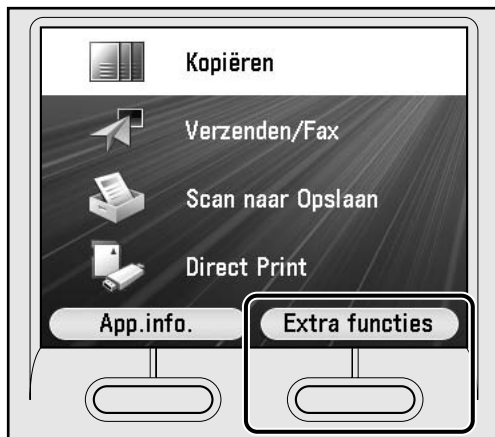 Kopiëren
Verzenden/Fax
Scan naar Opslaan
Direct Print
App.info. Extra functies